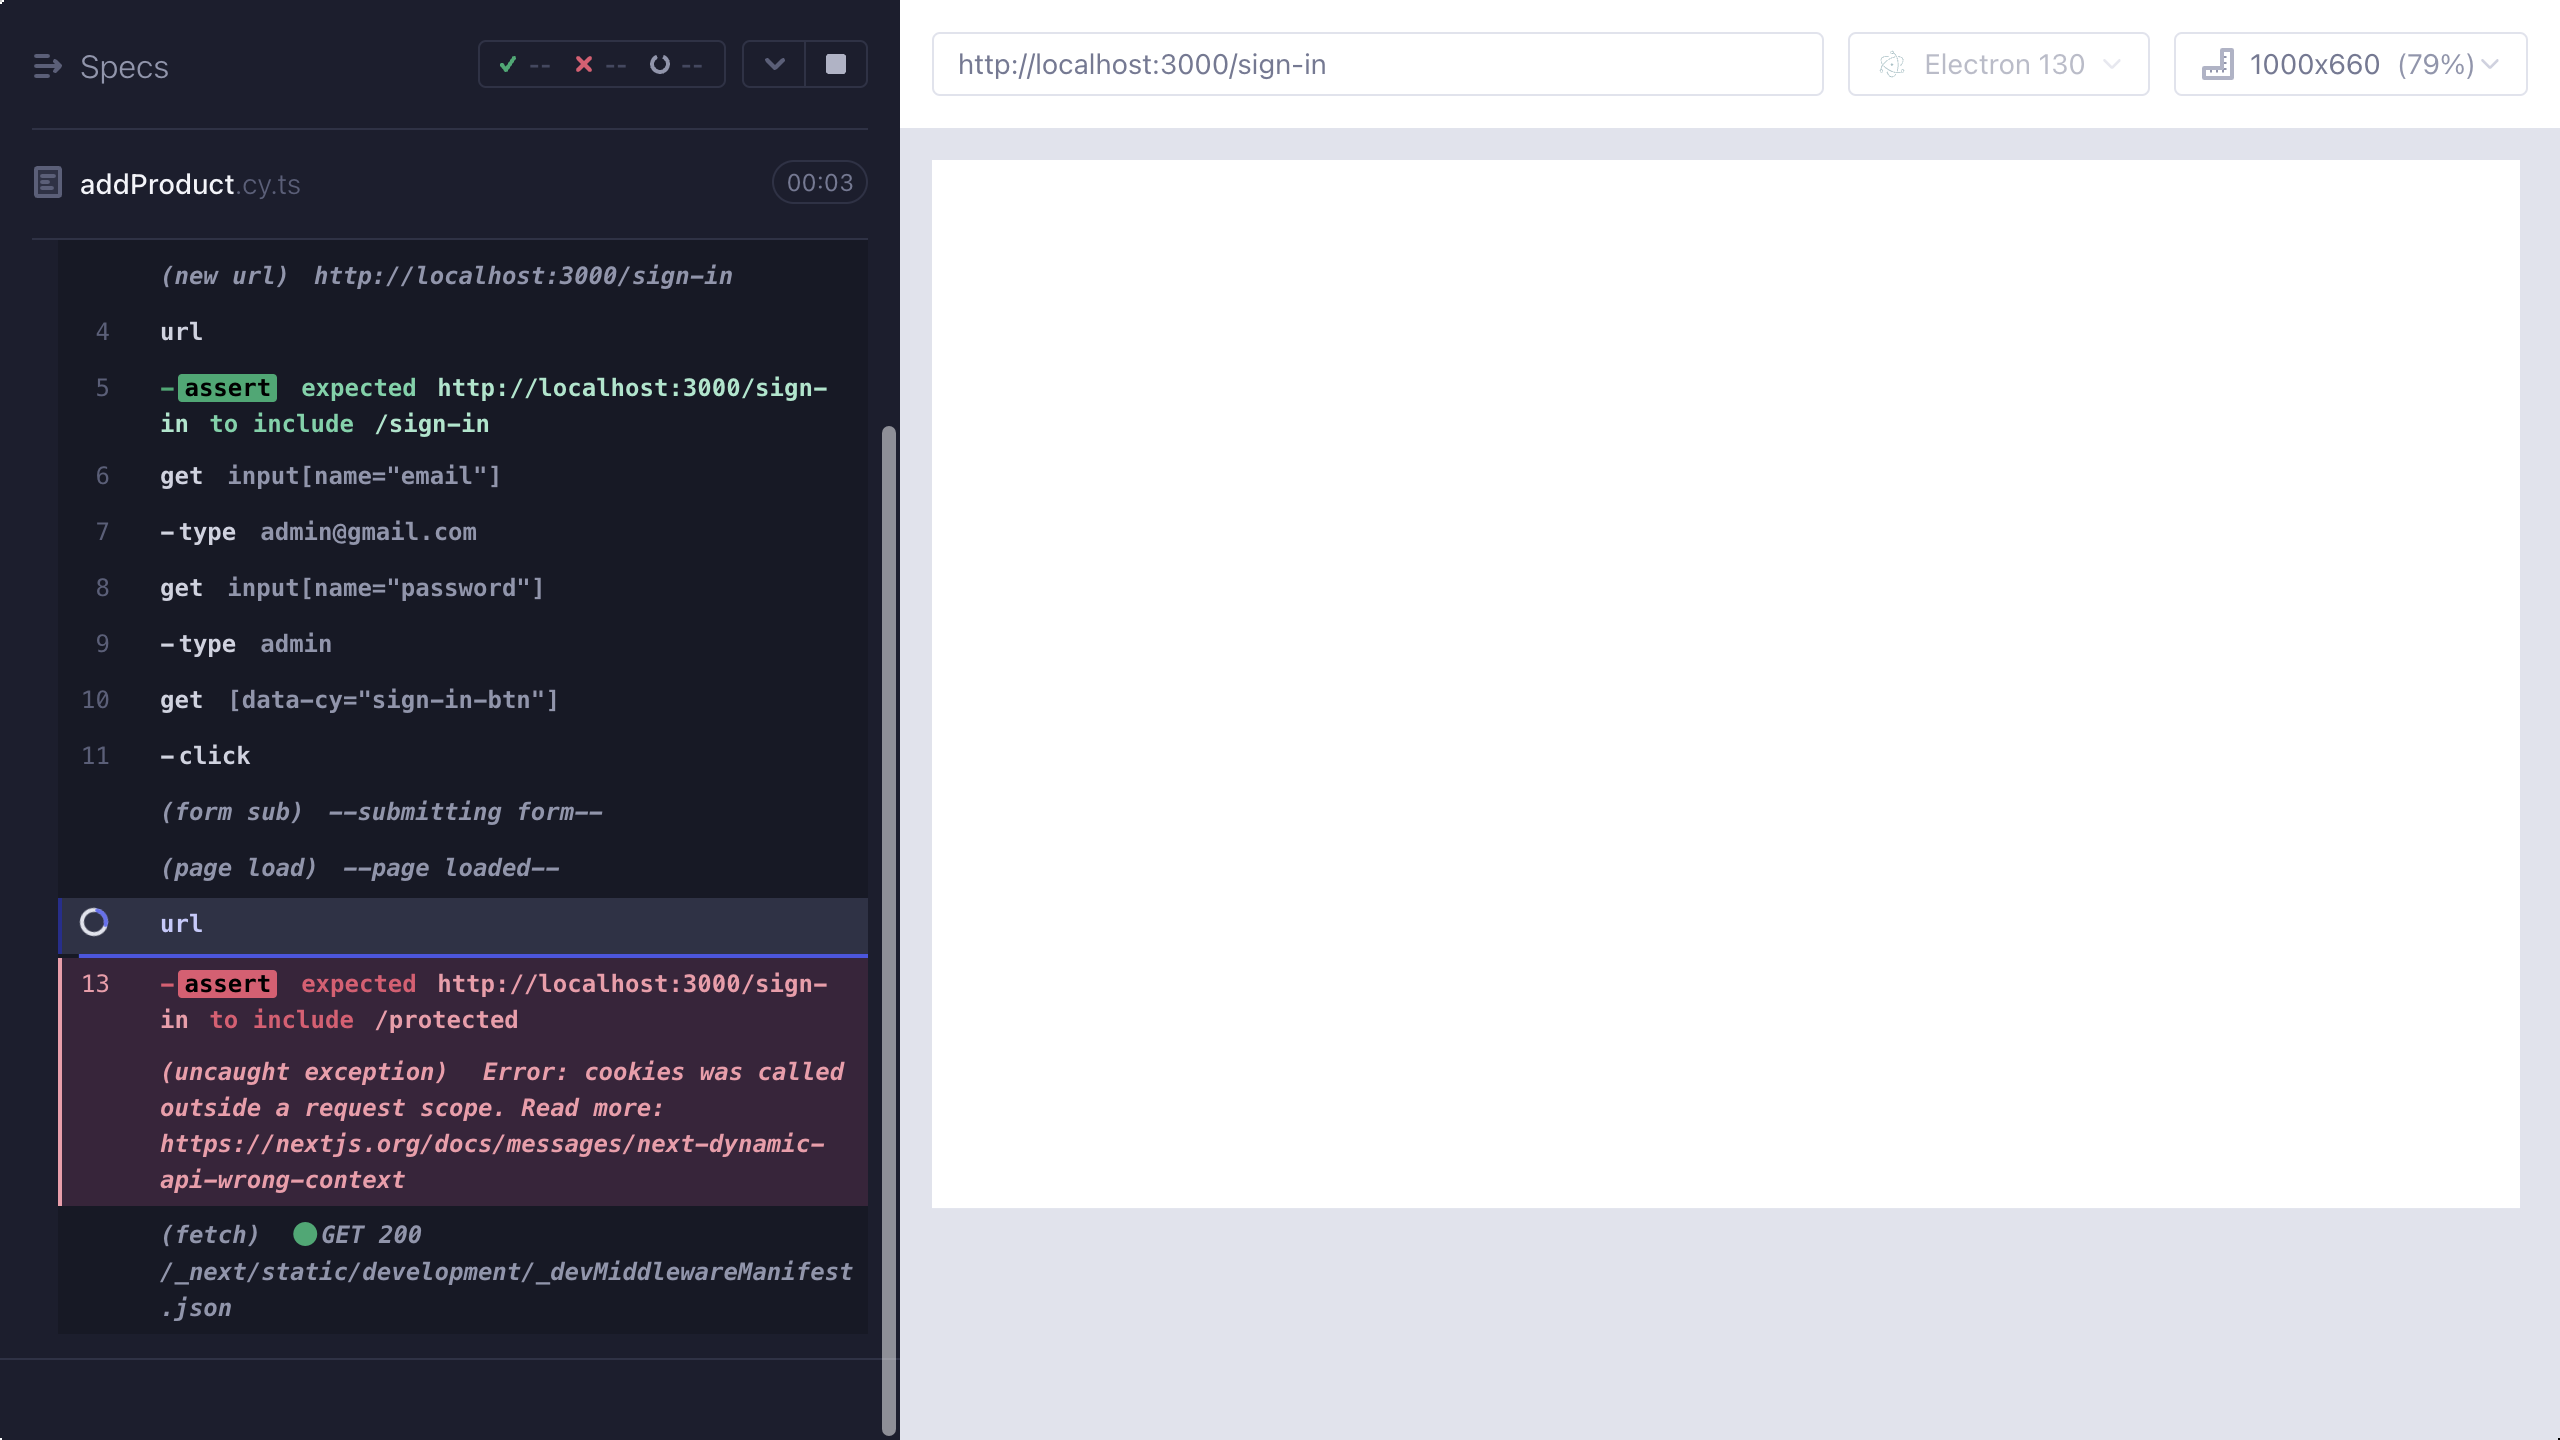 Specs
-- -- --
http://localhost:3000/sign-in
Electron 130
1000x660 (79%)
addProduct.cy.ts
00:03
(new url) http://localhost:3000/sign-in
4 url
5 -assert expected http://localhost:3000/sign-
in to include /sign-in
6 get input[name="email"]
7 -type admin@gmail.com
8 get input[name="password"]
9 -type admin
10 get [data-cy="sign-in-btn"]
11 -click
(form sub) --submitting form--
(page load) --page loaded--
url
13 -assert expected http://localhost:3000/sign-
in to include /protected
(uncaught exception) Error: cookies was called
outside a request scope. Read more:
https://nextjs.org/docs/messages/next-dynamic-
api-wrong-context
(fetch) GET 200
/_next/static/development/_devMiddlewareManifest
.json